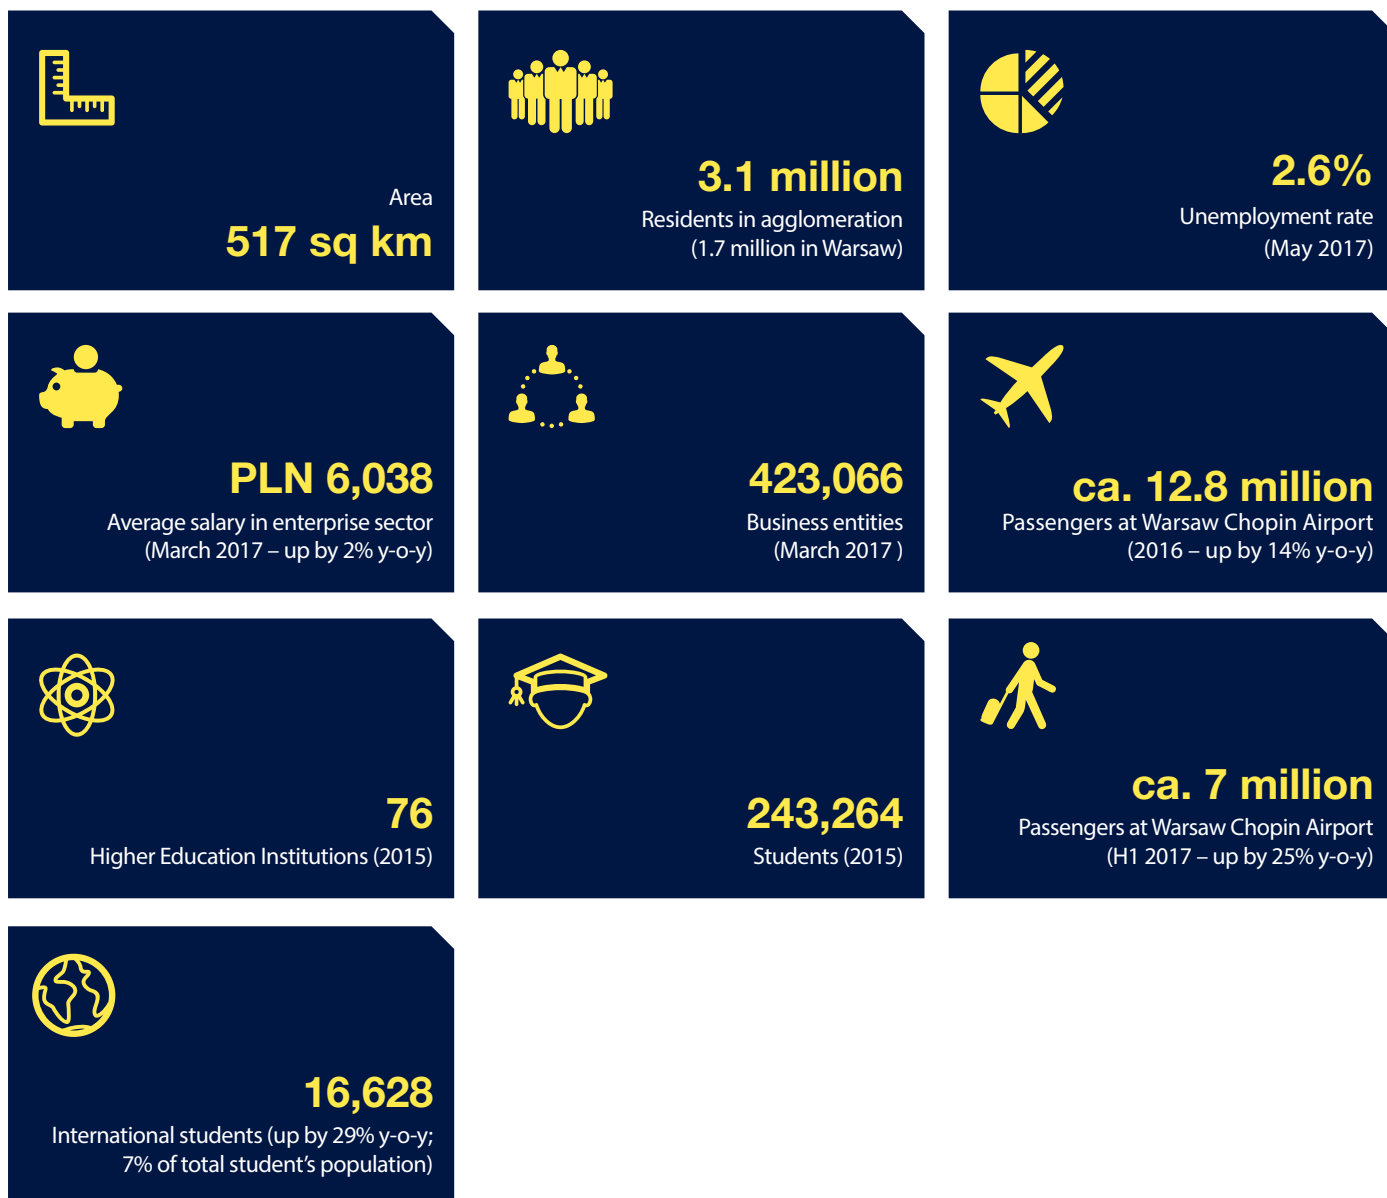 Area
517 sq km
3.1 million
Residents in agglomeration
(1.7 million in Warsaw)
2.6%
Unemployment rate
(May 2017)
PLN 6,038
Average salary in enterprise sector
(March 2017 – up by 2% y-o-y)
423,066
Business entities
(March 2017 )
ca. 12.8 million
Passengers at Warsaw Chopin Airport
(2016 – up by 14% y-o-y)
76
Higher Education Institutions (2015)
243,264
Students (2015)
ca. 7 million
Passengers at Warsaw Chopin Airport
(H1 2017 – up by 25% y-o-y)
16,628
International students (up by 29% y-o-y;
7% of total student’s population)